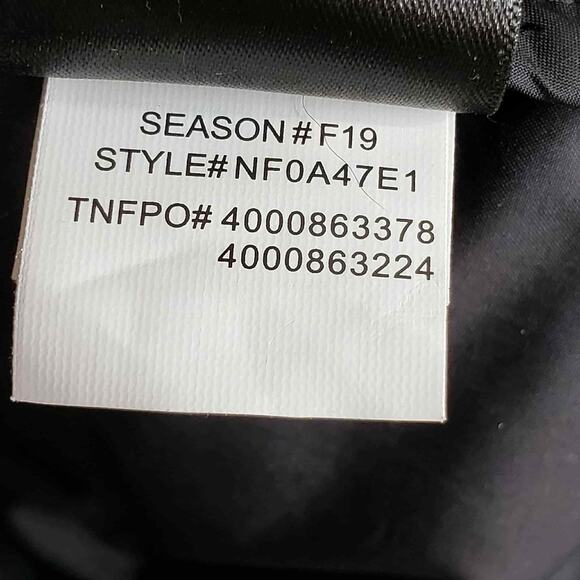 SEASON#F19
STYLE#NF0A47E1
TNFPO# 4000863378
4000863224